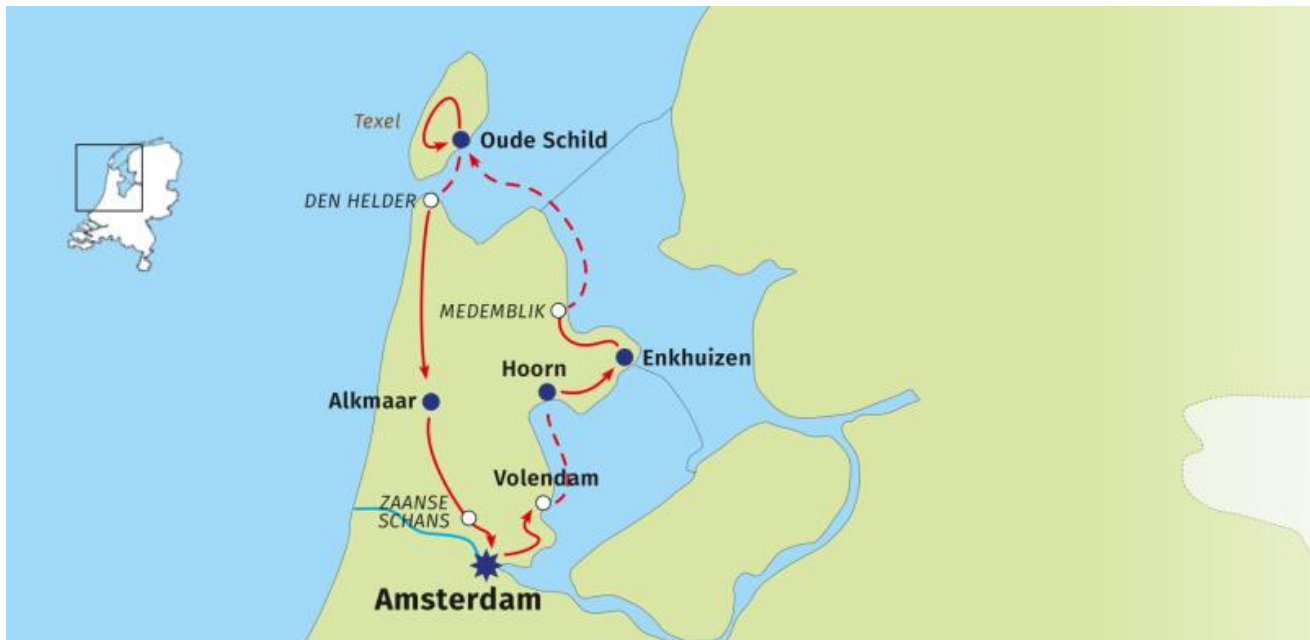 Texel
Oude Schild
DEN HELDER
MEDEMBLIK
Enkhuizen
Hoorn
Alkmaar
Volendam
ZAANSE
SCHANS
Amsterdam